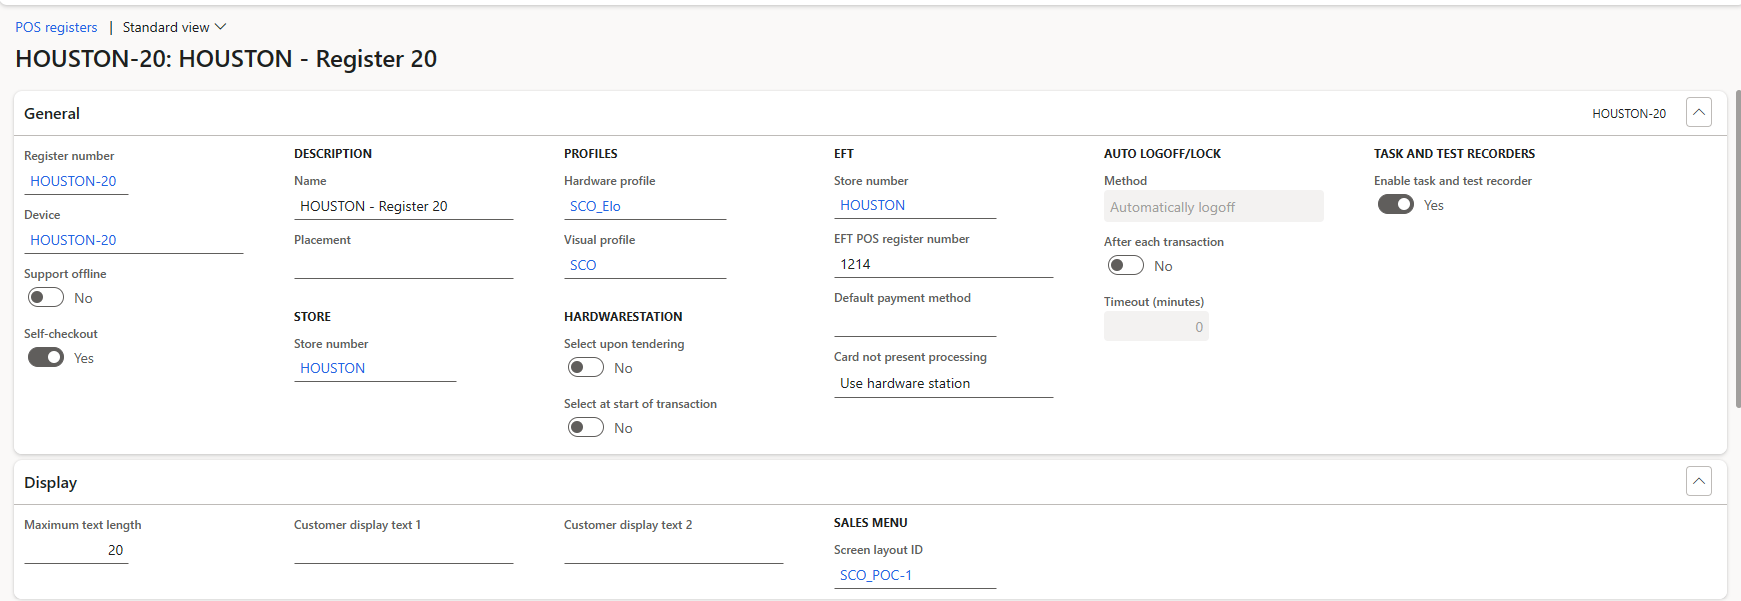 POS registers | Standard view
HOUSTON-20: HOUSTON - Register 20
General
HOUSTON-20
Register number
HOUSTON-20
Device
HOUSTON-20
Support offline
No
Self-checkout
Yes
DESCRIPTION
Name
HOUSTON - Register 20
Placement
STORE
Store number
HOUSTON
PROFILES
Hardware profile
SCO_Elo
Visual profile
SCO
HARDWARESTATION
Select upon tendering
No
Select at start of transaction
No
EFT
Store number
HOUSTON
EFT POS register number
1214
Default payment method
Card not present processing
Use hardware station
AUTO LOGOFF/LOCK
Method
Automatically logoff
After each transaction
No
Timeout (minutes)
0
TASK AND TEST RECORDERS
Enable task and test recorder
Yes
Display
Maximum text length
20
Customer display text 1
Customer display text 2
SALES MENU
Screen layout ID
SCO_POC-1